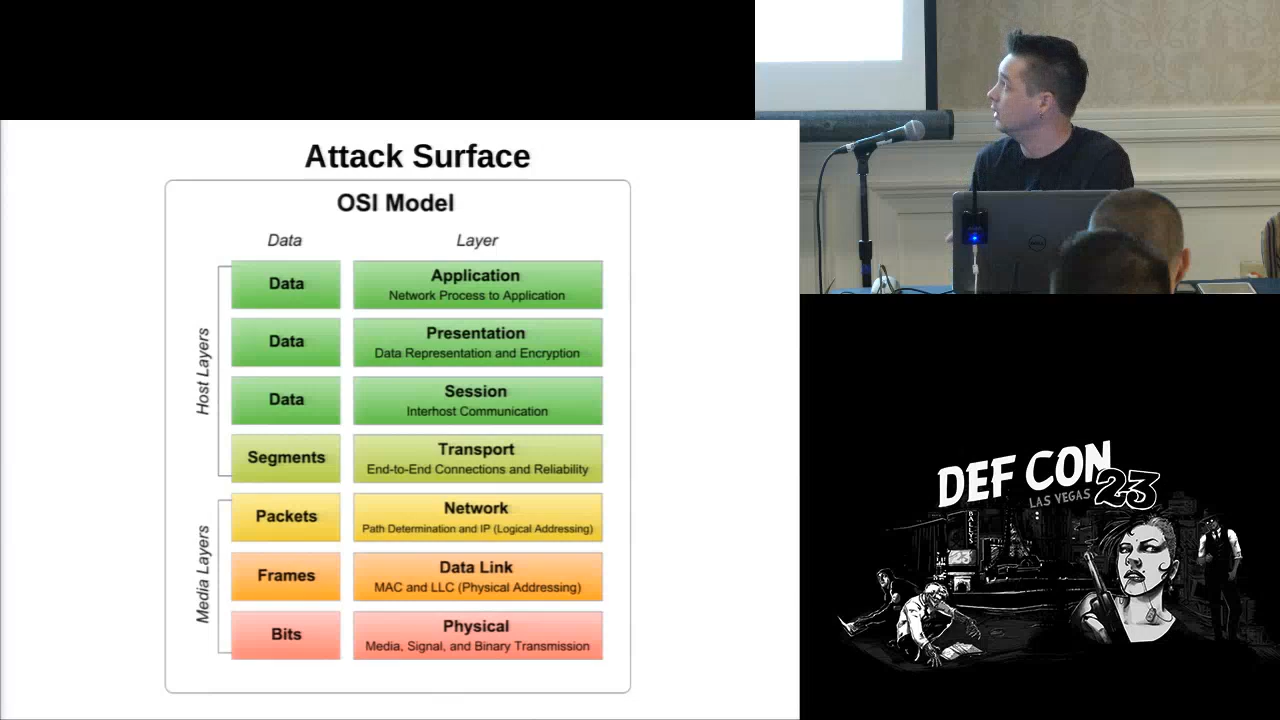 Attack Surface
OSI Model
Data Layer
Host Layers
Data Application
Network Process to Application
Data Presentation
Data Representation and Encryption
Data Session
Interhost Communication
Segments Transport
End-to-End Connections and Reliability
Media Layers
Packets Network
Path Determination and IP (Logical Addressing)
Frames Data Link
MAC and LLC (Physical Addressing)
Bits Physical
Media, Signal, and Binary Transmission
DEF CON
LAS VEGAS 23
BALLYS
23
DELL